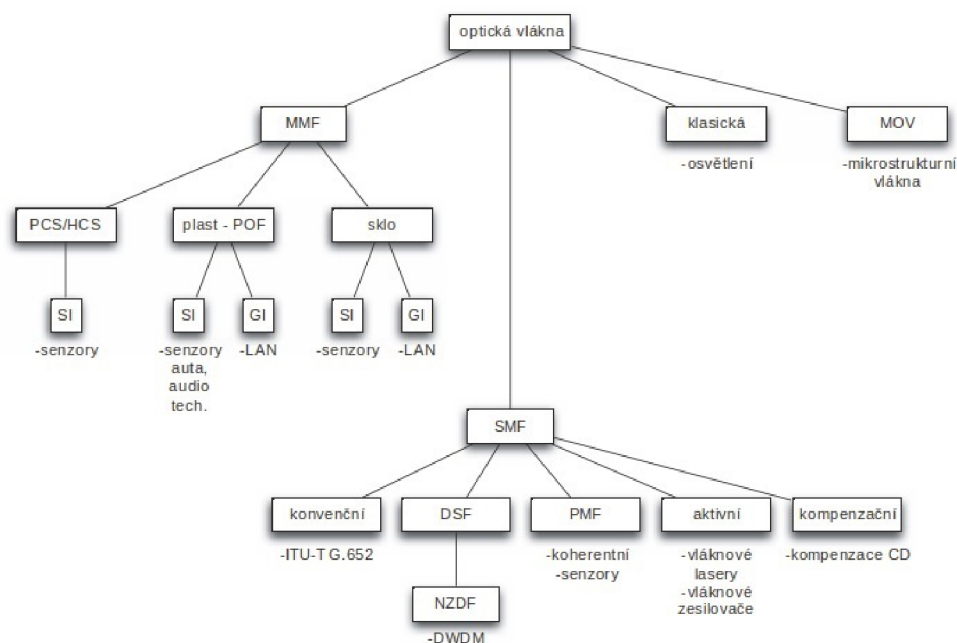 optická vlákna
MMF
klasická
MOV
-osvětlení
-mikrostrukturní
vlákna
PCS/HCS
plast - POF
sklo
SI
SI
GI
SI
GI
-senzory
-senzory
auta,
audio
tech.
-LAN
-senzory
-LAN
SMF
konvenční
DSF
PMF
aktivní
kompenzační
-ITU-T G.652
-koherentní
-senzory
-vláknové
lasery
-vláknové
zesilovače
-kompenzace CD
NZDF
-DWDM